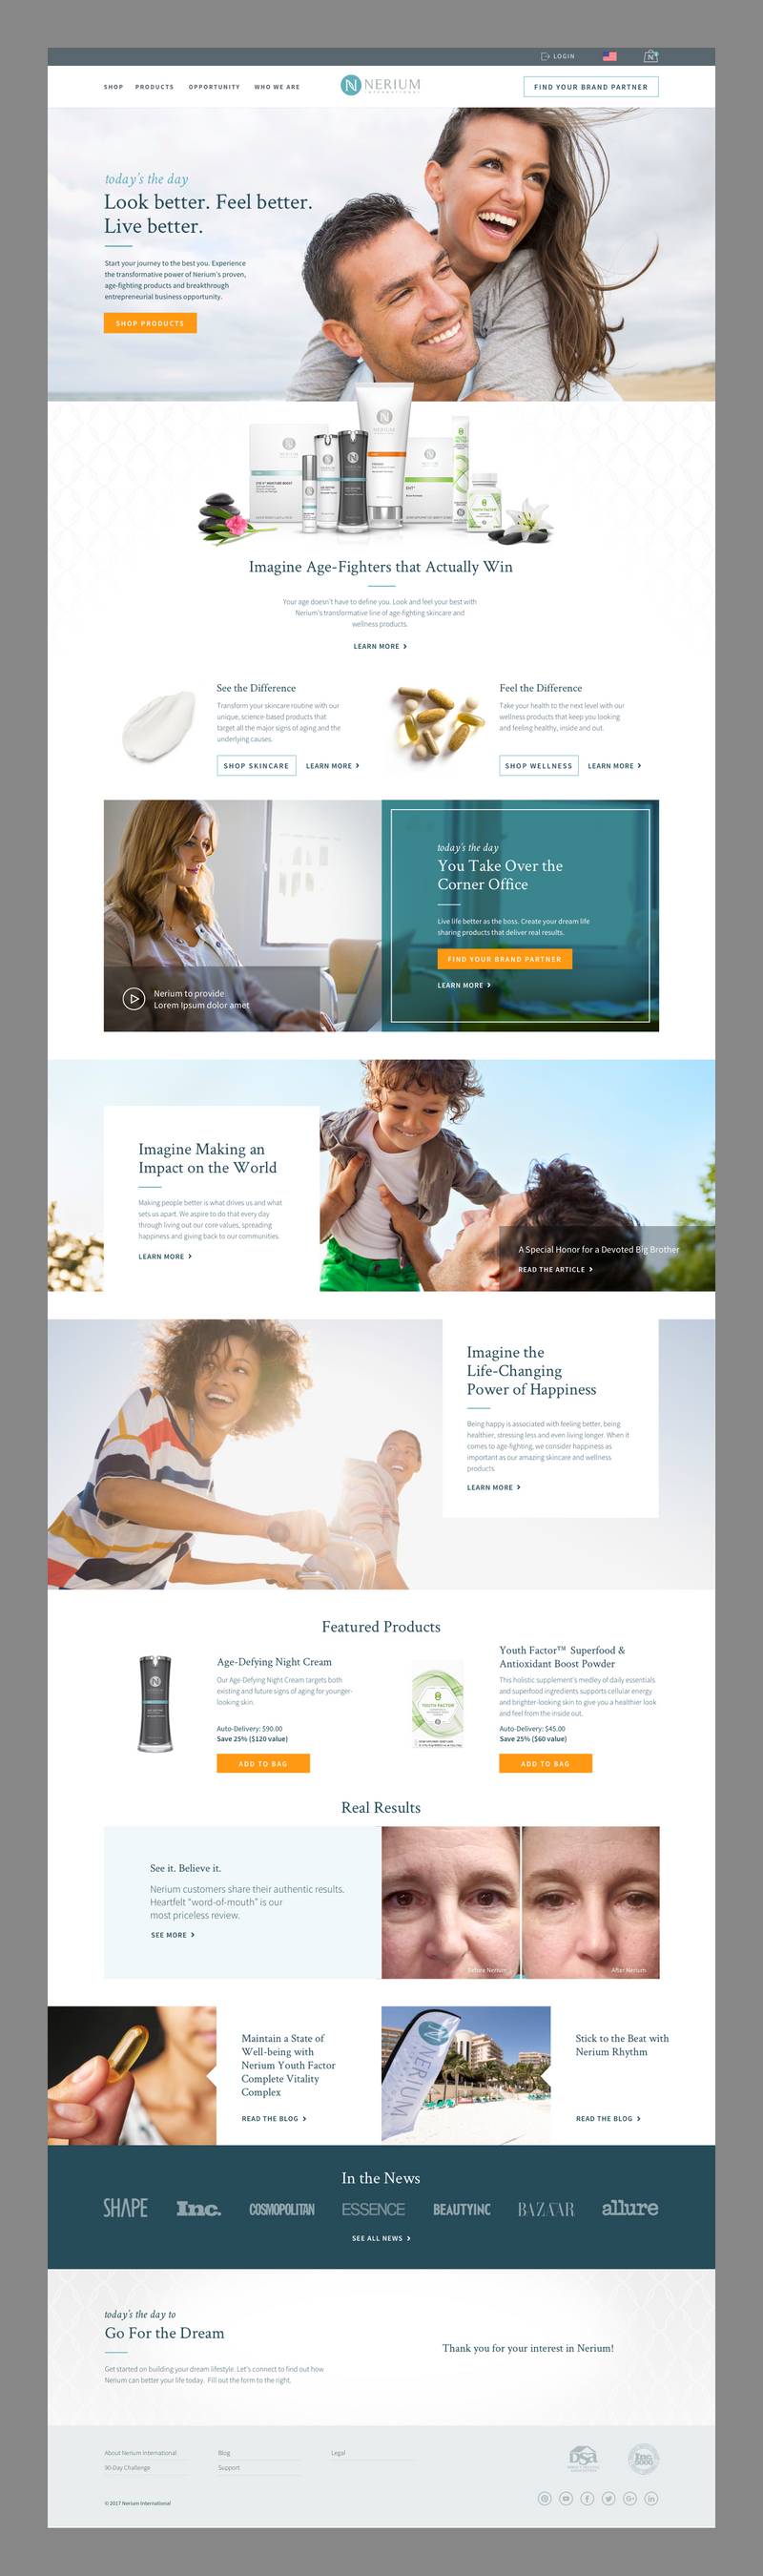 LOGIN
SHOP PRODUCTS OPPORTUNITY WHO WE ARE
NERIUM
INTERNATIONAL
FIND YOUR BRAND PARTNER
today's the day
Look better. Feel better.
Live better.
Start your journey to the best you. Experience
the transformative power of Nerium's proven,
age-fighting products and breakthrough
entrepreneurial business opportunity.
SHOP PRODUCTS
Imagine Age-Fighters that Actually Win
Your age doesn't have to define you. Look and feel your best with
Nerium's transformative line of age-fighting skincare and
wellness products.
LEARN MORE
See the Difference
Transform your skincare routine with our
unique, science-based products that
target all the major signs of aging and the
underlying causes.
SHOP SKINCARE LEARN MORE
Feel the Difference
Take your health to the next level with our
wellness products that keep you looking
and feeling healthy, inside and out.
SHOP WELLNESS LEARN MORE
Nerium to provide
Lorem Ipsum dolor amet
today's the day
You Take Over the
Corner Office
Live life better as the boss. Create your dream life
sharing products that deliver real results.
FIND YOUR BRAND PARTNER
LEARN MORE
Imagine Making an
Impact on the World
Making people better is what drives us and what
sets us apart. We aspire to do that every day
through living out our core values, spreading
happiness and giving back to our communities.
LEARN MORE
A Special Honor for a Devoted Big Brother
READ THE ARTICLE
Imagine the
Life-Changing
Power of Happiness
Being happy is associated with feeling better, being
healthier, stressing less and even living longer. When it
comes to age-fighting, we consider happiness as
important as our amazing skincare and wellness
products.
LEARN MORE
Featured Products
Age-Defying Night Cream
Our Age-Defying Night Cream targets both
existing and future signs of aging for younger-
looking skin.
Auto-Delivery: $90.00
Save 25% ($120 value)
ADD TO BAG
YOUTH FACTOR
Youth Factor™ Superfood &
Antioxidant Boost Powder
This holistic supplement's medley of daily essentials
and superfood ingredients supports cellular energy
and brighter-looking skin to give you a healthier look
and feel from the inside out.
Auto-Delivery: $45.00
Save 25% ($60 value)
ADD TO BAG
Real Results
See it. Believe it.
Nerium customers share their authentic results.
Heartfelt "word-of-mouth" is our
most priceless review.
SEE MORE
Before Nerium
After Nerium
Maintain a State of
Well-being with
Nerium Youth Factor
Complete Vitality
Complex
READ THE BLOG
NERIUM
Stick to the Beat with
Nerium Rhythm
READ THE BLOG
In the News
SHAPE Inc. COSMOPOLITAN ESSENCE BEAUTYINC BAZAAR allure
SEE ALL NEWS
today's the day to
Go For the Dream
Get started on building your dream lifestyle. Let's connect to find out how
Nerium can better your life today. Fill out the form to the right.
Thank you for your interest in Nerium!
About Nerium International
90-Day Challenge
Blog
Support
Legal
DSA
Inc.
5000
© 2017 Nerium International